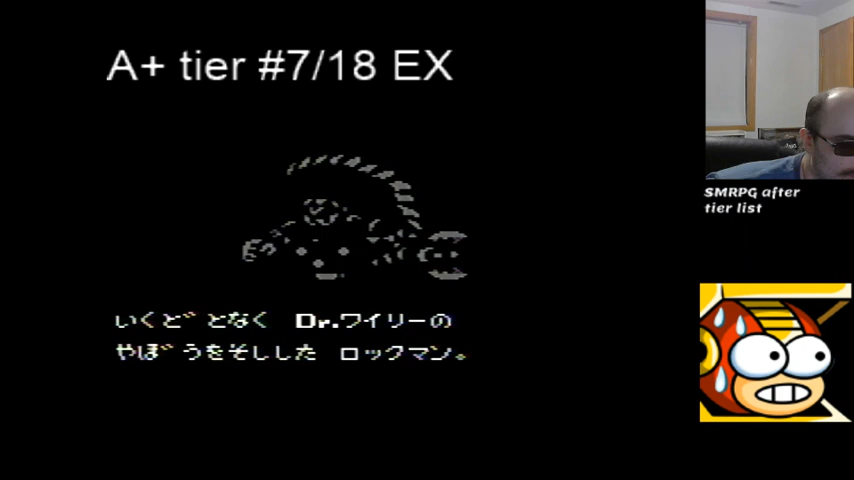 A+ tier #7/18 EX
SMRPG after
tier list
いくどとなく Dr.ワイリーの
やぼうをそしした ロックマン。